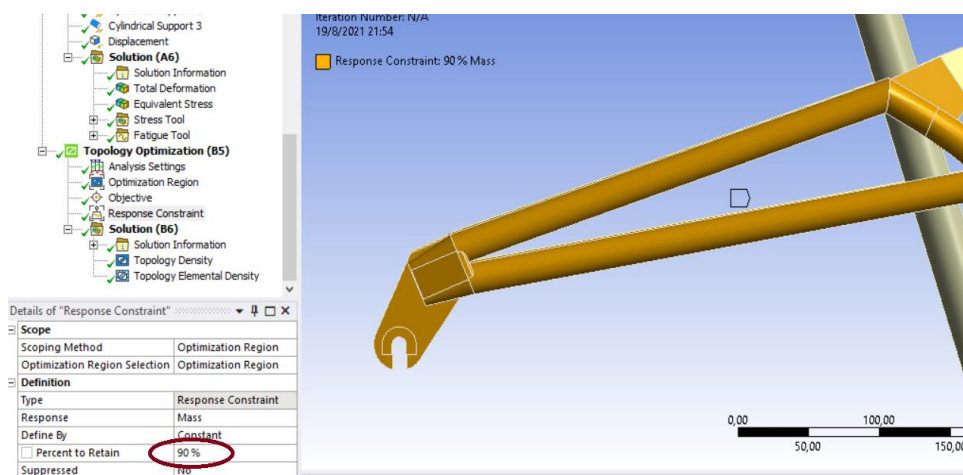 Cylindrical Support 3
Displacement
Solution (A6)
Solution Information
Total Deformation
Equivalent Stress
Stress Tool
Fatigue Tool
Topology Optimization (B5)
Analysis Settings
Optimization Region
Objective
Response Constraint
Solution (B6)
Solution Information
Topology Density
Topology Elemental Density
Details of "Response Constraint"
Scope
Scoping Method Optimization Region
Optimization Region Selection Optimization Region
Definition
Type Response Constraint
Response Mass
Define By Constant
Percent to Retain 90 %
Suppressed No
Iteration Number: N/A
19/8/2021 21:54
Response Constraint: 90 % Mass
0,00 100,00
50,00 150,00